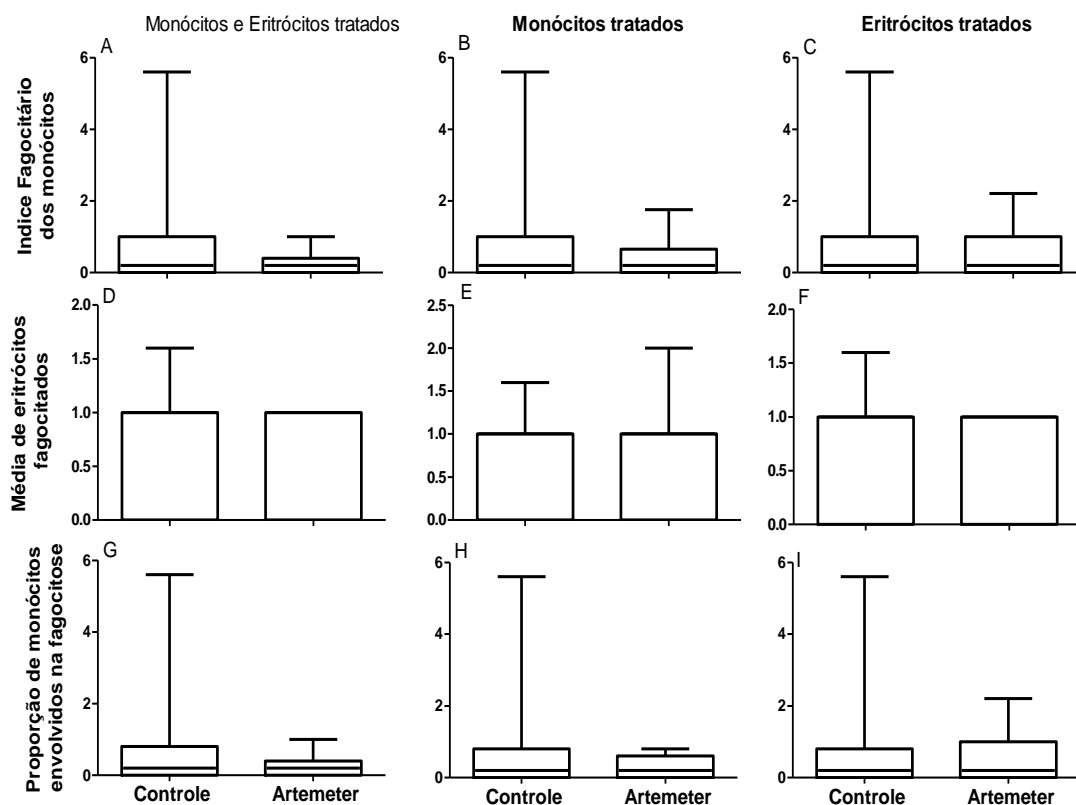 Monócitos e Eritrócitos tratados
Monócitos tratados
Eritrócitos tratados
Indice Fagocitário
dos monócitos
A
6
4
2
0
B
6
4
2
0
C
6
4
2
0
Média de eritrócitos
fagocitados
D
2.0
1.5
1.0
0.5
0.0
E
2.5
2.0
1.5
1.0
0.5
0.0
F
2.0
1.5
1.0
0.5
0.0
Proporção de monócitos
envolvidos na fagocitose
G
6
4
2
0
H
6
4
2
0
I
6
4
2
0
Controle Artemeter
Controle Artemeter
Controle Artemeter